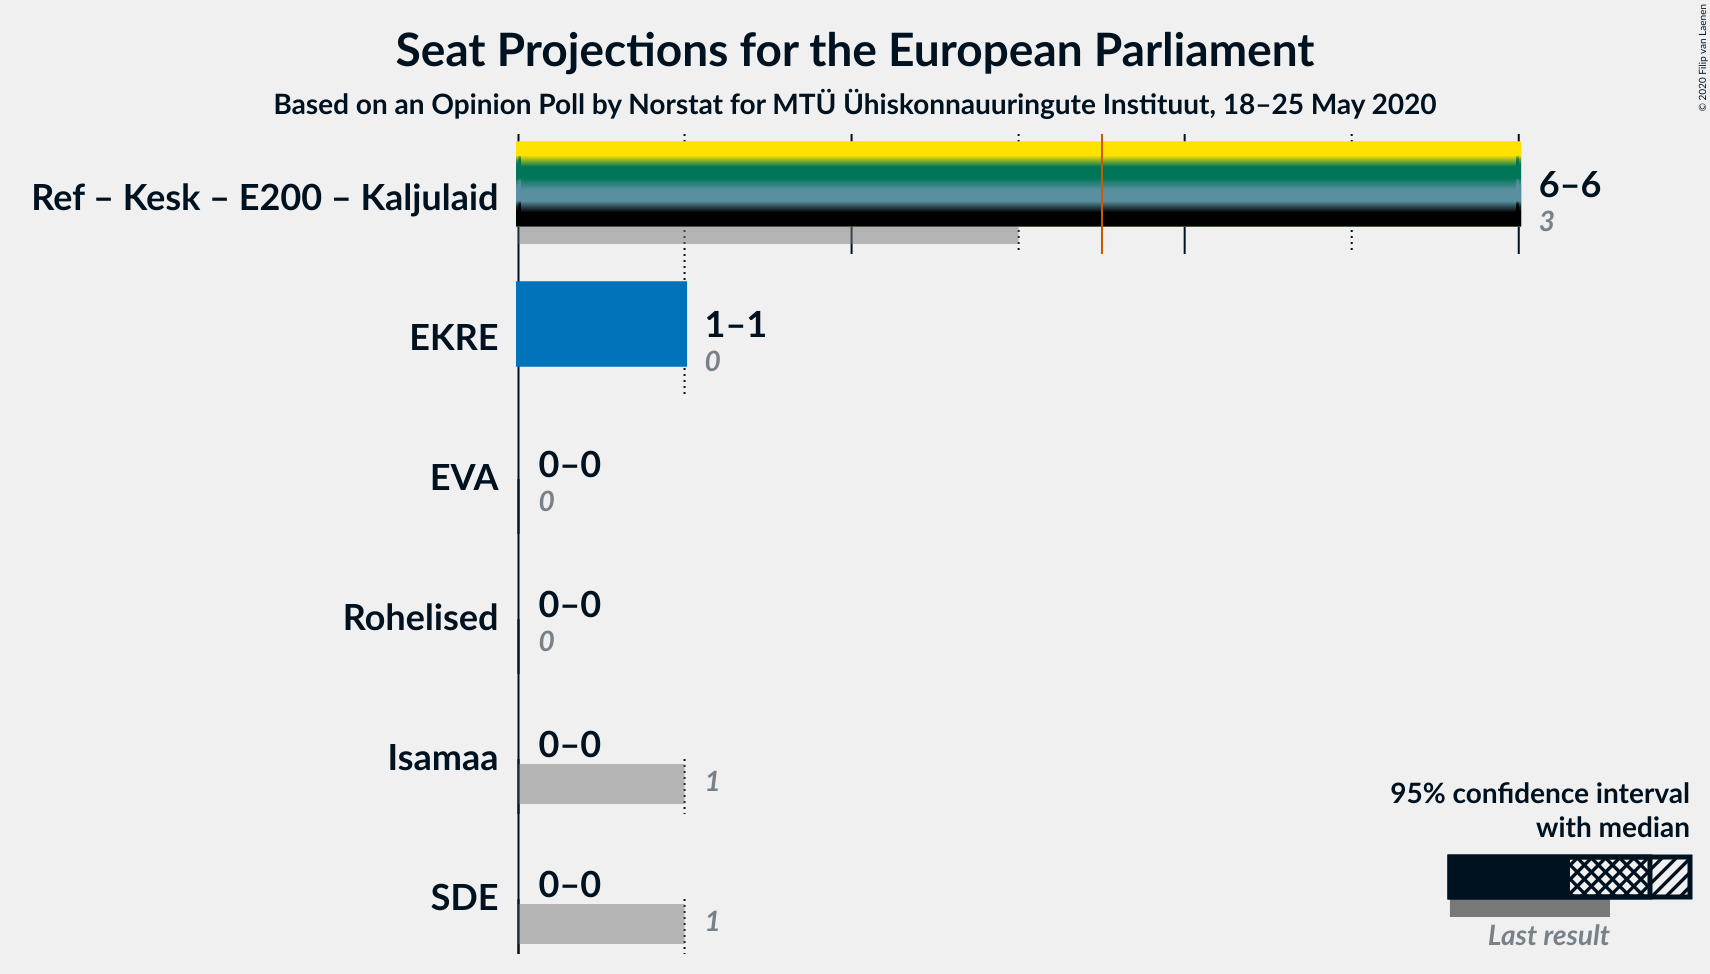 Seat Projections for the European Parliament
Based on an Opinion Poll by Norstat for MTÜ Ühiskonnauuringute Instituut, 18–25 May 2020
© 2020 Filip van Laenen
Ref – Kesk – E200 – Kaljulaid
6–6
3
EKRE
1–1
0
EVA
0–0
0
Rohelised
0–0
0
Isamaa
0–0
1
SDE
0–0
1
95% confidence interval
with median
Last result